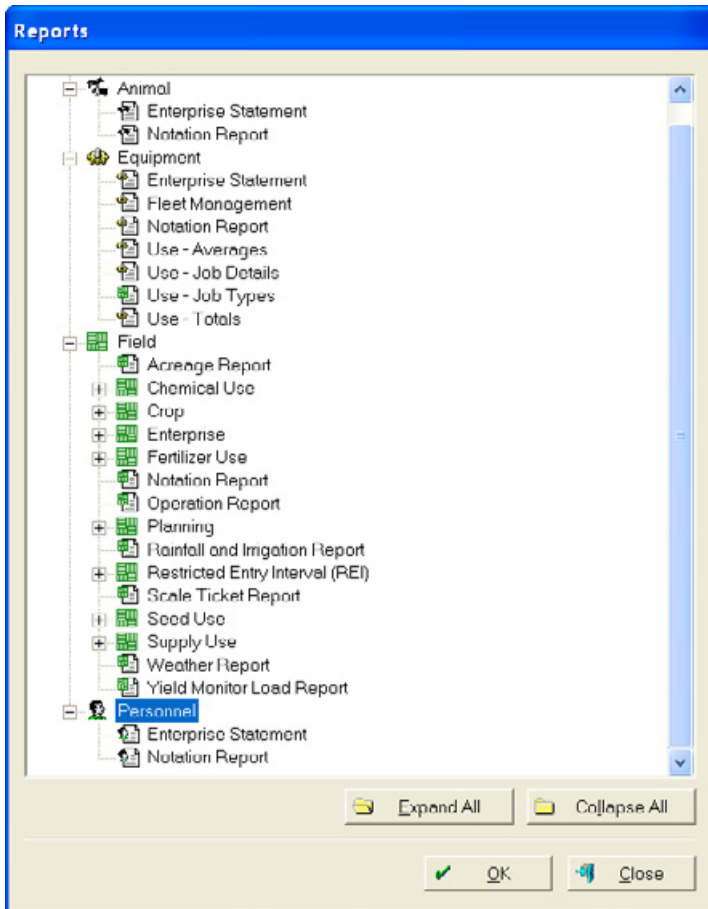 Reports
Animal
Enterprise Statement
Notation Report
Equipment
Enterprise Statement
Fleet Management
Notation Report
Use - Averages
Use - Job Details
Use - Job Types
Use - Totals
Field
Acreage Report
Chemical Use
Crop
Enterprise
Fertilizer Use
Notation Report
Operation Report
Planning
Rainfall and Irrigation Report
Restricted Entry Interval (REI)
Scale Ticket Report
Seed Use
Supply Use
Weather Report
Yield Monitor Load Report
Personnel
Enterprise Statement
Notation Report
Expand All Collapse All
OK Close